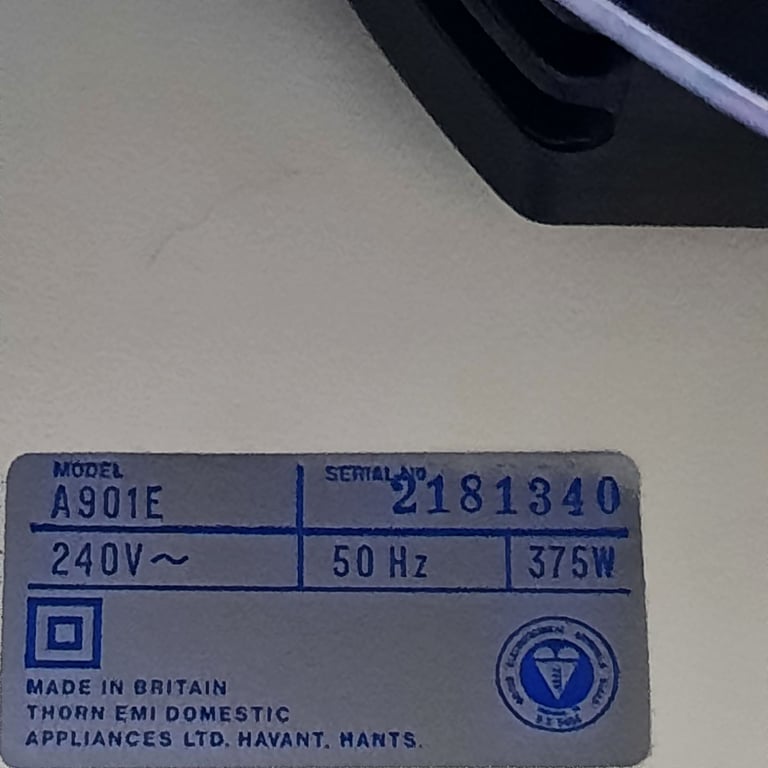 MODEL SERIAL No
A901E 2181340
240V~ 50 Hz 375W
MADE IN BRITAIN
THORN EMI DOMESTIC
APPLIANCES LTD. HAVANT. HANTS.